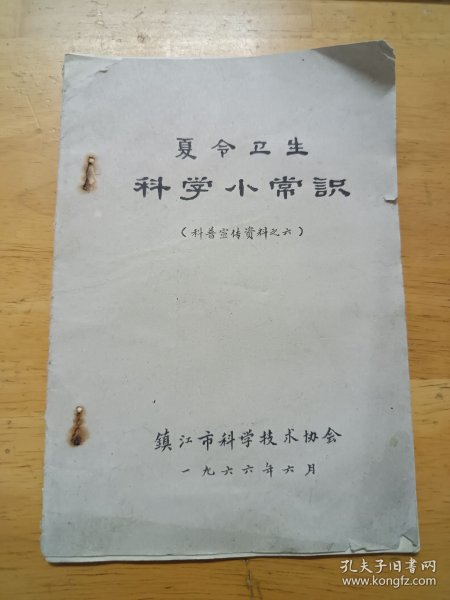 夏令卫生
科学小常識
(科普宣传资料之六)
鎮江市科学技术协会
一九六六年六月
孔夫子旧书网
www.kongfz.com